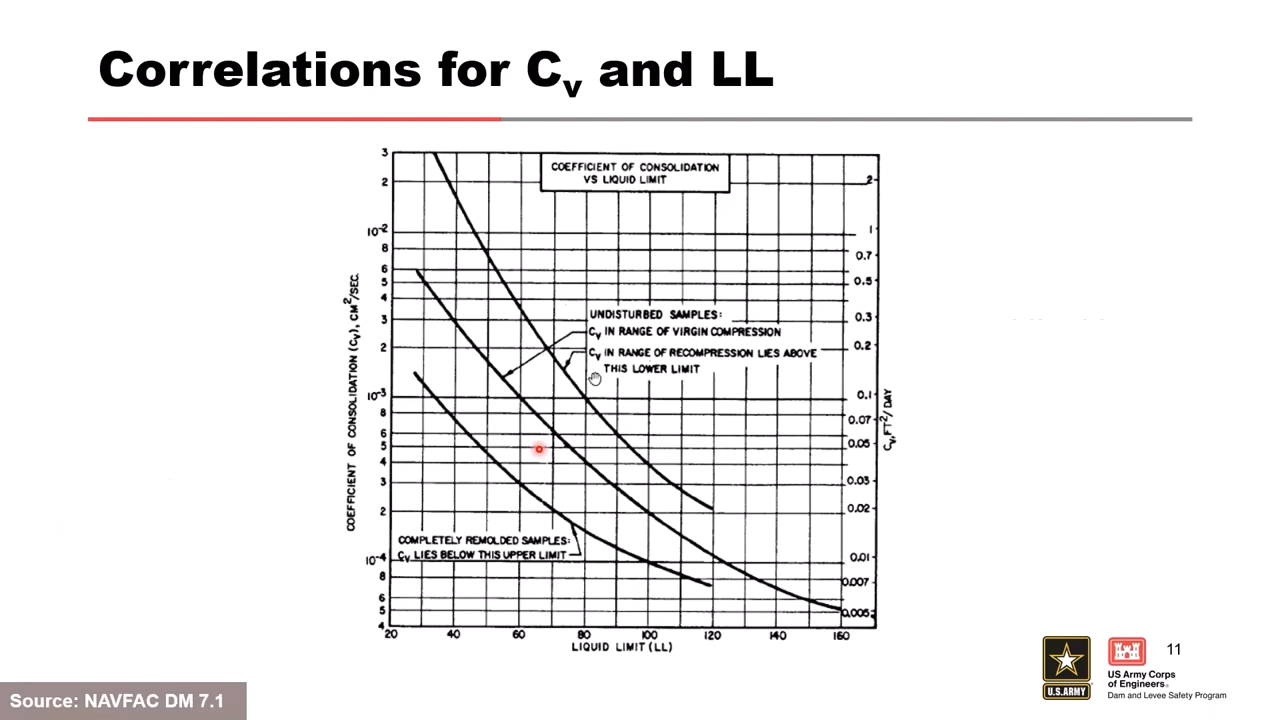 Correlations for Cv and LL
COEFFICIENT OF CONSOLIDATION
VS LIQUID LIMIT
COEFFICIENT OF CONSOLIDATION (Cv), CM²/SEC.
3
2
10⁻²
8
6
5
4
3
2
10⁻³
8
6
5
4
3
2
10⁻⁴
8
6
5
4
UNDISTURBED SAMPLES:
Cv IN RANGE OF VIRGIN COMPRESSION
Cv IN RANGE OF RECOMPRESSION LIES ABOVE
THIS LOWER LIMIT
COMPLETELY REMOLDED SAMPLES:
Cv LIES BELOW THIS UPPER LIMIT
2
1
0.7
0.5
0.3
0.2
0.1
0.07
0.05
0.03
0.02
0.01
0.007
0.005
Cv, FT²/DAY
20 40 60 80 100 120 140 160
LIQUID LIMIT (LL)
U.S.ARMY
US Army Corps
of Engineers®
Dam and Levee Safety Program
11
Source: NAVFAC DM 7.1